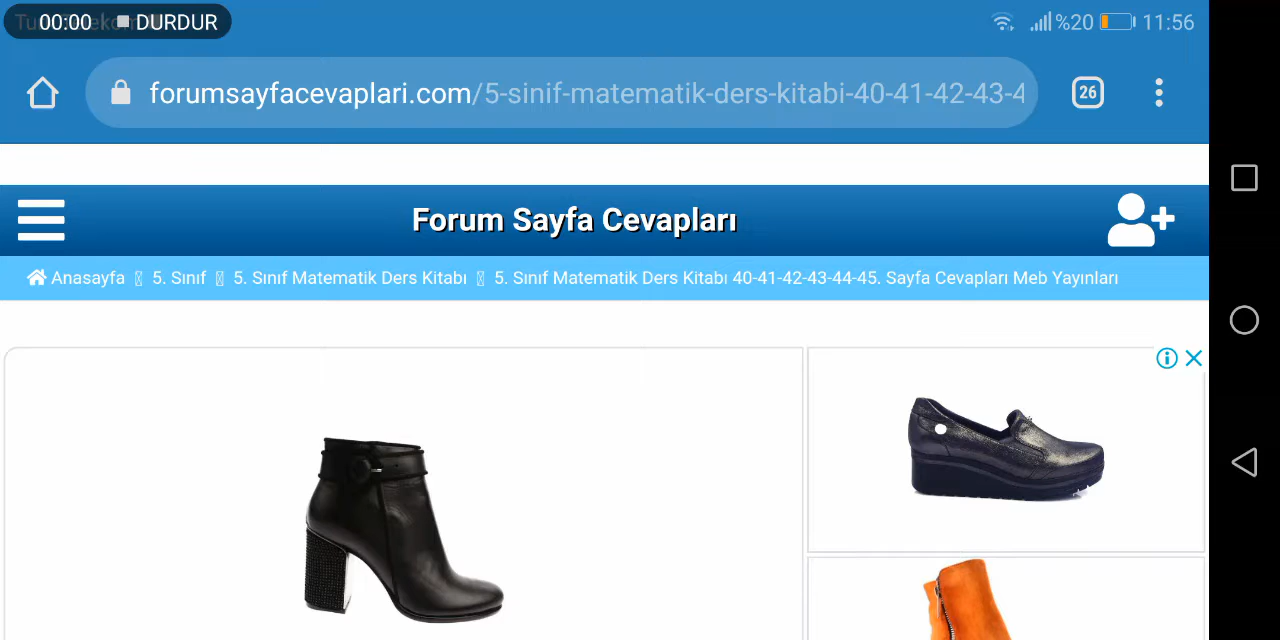 00:00 DURDUR
%20 11:56
forumsayfacevaplari.com/5-sinif-matematik-ders-kitabi-40-41-42-43-4
26
Forum Sayfa Cevapları
Anasayfa 5. Sınıf 5. Sınıf Matematik Ders Kitabı 5. Sınıf Matematik Ders Kitabı 40-41-42-43-44-45. Sayfa Cevapları Meb Yayınları